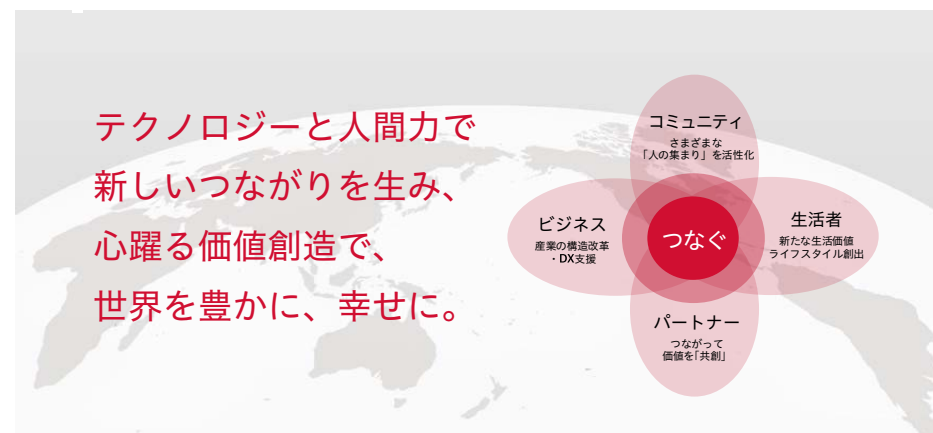 テクノロジーと人間力で
新しいつながりを生み、
心躍る価値創造で、
世界を豊かに、幸せに。
コミュニティ
さまざまな
「人の集まり」を活性化
ビジネス
産業の構造改革
・DX支援
つなぐ
生活者
新たな生活価値
ライフスタイル創出
パートナー
つながって
価値を「共創」